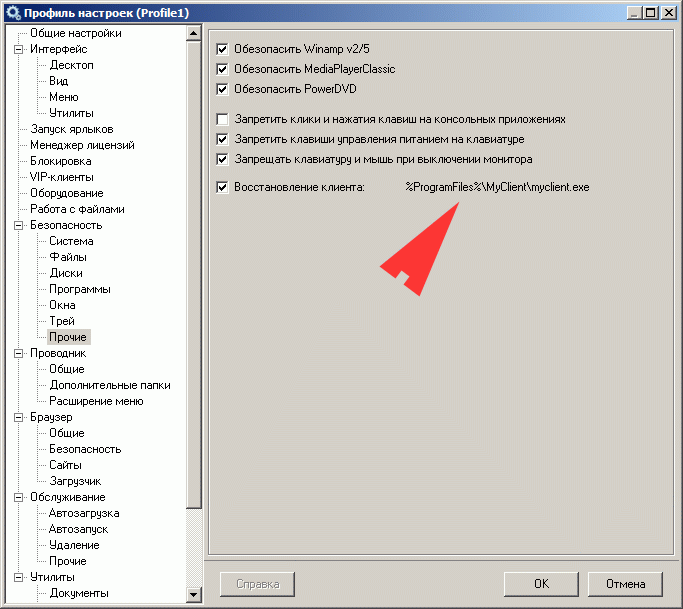 Профиль настроек (Profile1)
Общие настройки
Интерфейс
Десктоп
Вид
Меню
Утилиты
Запуск ярлыков
Менеджер лицензий
Блокировка
VIP-клиенты
Оборудование
Работа с файлами
Безопасность
Система
Файлы
Диски
Программы
Окна
Трей
Прочие
Проводник
Общие
Дополнительные папки
Расширение меню
Браузер
Общие
Безопасность
Сайты
Загрузчик
Обслуживание
Автозагрузка
Автозапуск
Удаление
Прочие
Утилиты
Документы
Обезопасить Winamp v2/5
Обезопасить MediaPlayerClassic
Обезопасить PowerDVD
Запретить клики и нажатия клавиш на консольных приложениях
Запретить клавиши управления питанием на клавиатуре
Запрещать клавиатуру и мышь при выключении монитора
Восстановление клиента: %ProgramFiles%\MyClient\myclient.exe
Справка OK Отмена